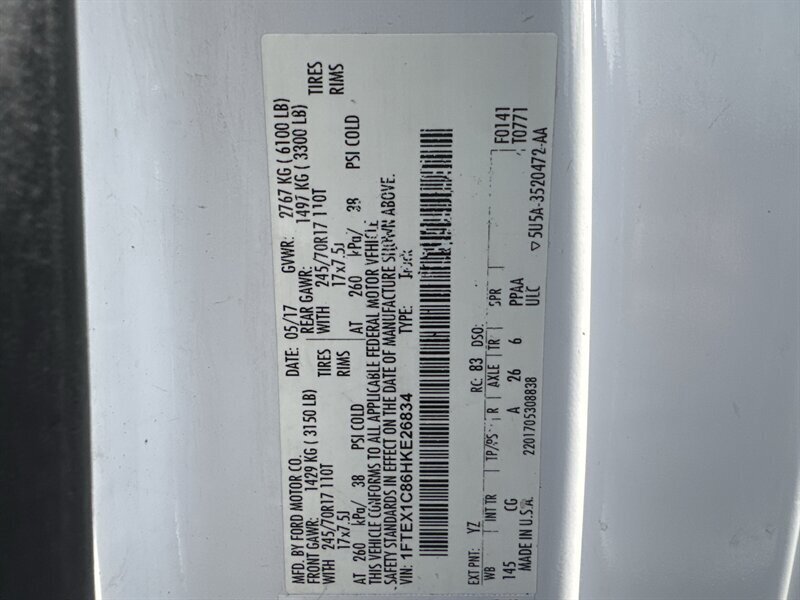 MFD. BY FORD MOTOR CO.
DATE: 05/17 GVWR: 2767 KG ( 6100 LB)
FRONT GAWR: 1429 KG ( 3150 LB) REAR GAWR: 1497 KG ( 3300 LB)
WITH 245/70R17 110T TIRES WITH 245/70R17 110T TIRES
17x7.5J RIMS 17x7.5J RIMS
AT 260 kPa/ 38 PSI COLD AT 260 kPa/ 38 PSI COLD
THIS VEHICLE CONFORMS TO ALL APPLICABLE FEDERAL MOTOR VEHICLE
SAFETY STANDARDS IN EFFECT ON THE DATE OF MANUFACTURE SHOWN ABOVE.
VIN: 1FTEX1C86HKE26834 TYPE: Truck
EXT PNT: YZ RC: 83 DSO: F0141
WB INT TR TP/PS R AXLE TR SPR T0771
145 CG A 26 6 PPAA
MADE IN U.S.A. 2201705308838 ULC
▽5U5A-3520472-AA